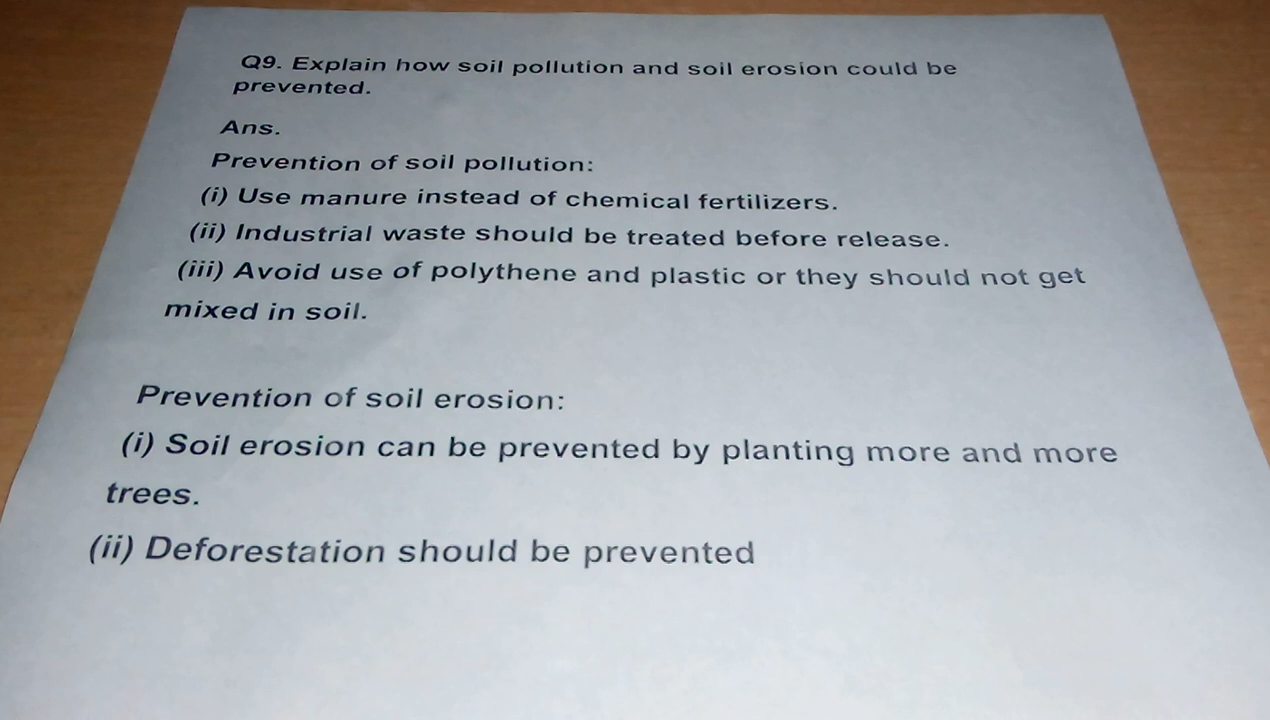 Q9. Explain how soil pollution and soil erosion could be
prevented.
Ans.
Prevention of soil pollution:
(i) Use manure instead of chemical fertilizers.
(ii) Industrial waste should be treated before release.
(iii) Avoid use of polythene and plastic or they should not get
mixed in soil.
Prevention of soil erosion:
(i) Soil erosion can be prevented by planting more and more
trees.
(ii) Deforestation should be prevented